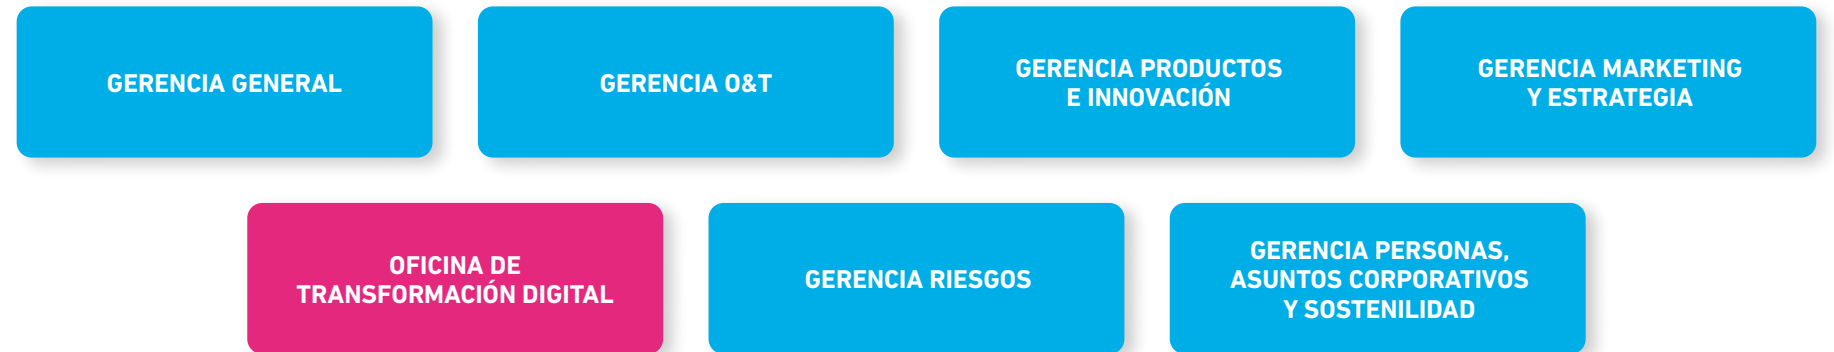 GERENCIA GENERAL
GERENCIA O&T
GERENCIA PRODUCTOS
E INNOVACIÓN
GERENCIA MARKETING
Y ESTRATEGIA
OFICINA DE
TRANSFORMACIÓN DIGITAL
GERENCIA RIESGOS
GERENCIA PERSONAS,
ASUNTOS CORPORATIVOS
Y SOSTENILIDAD